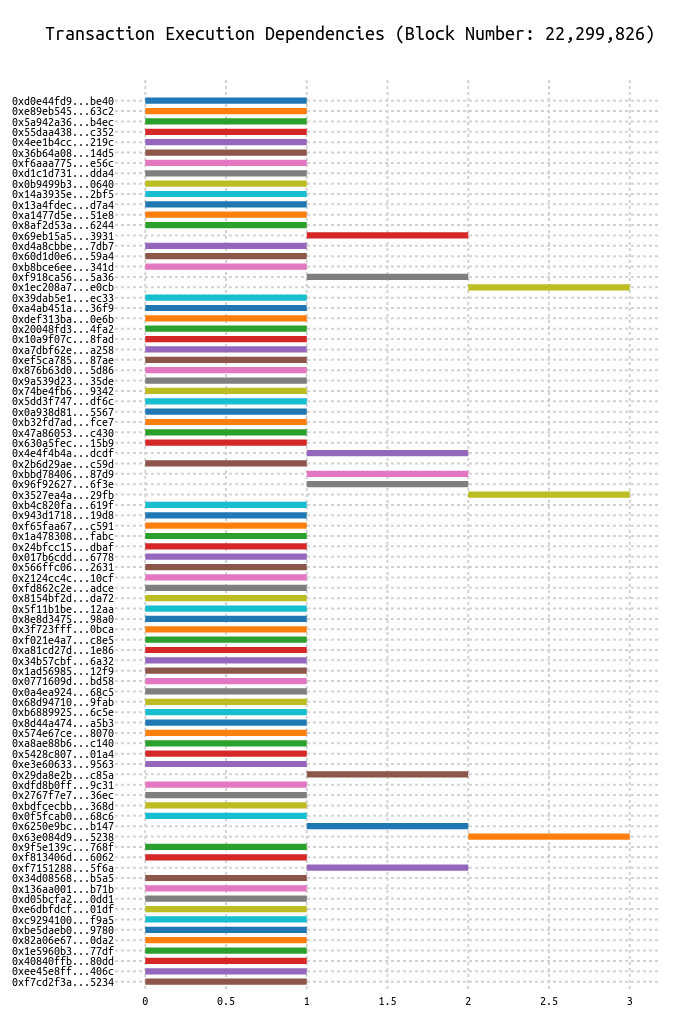 Transaction Execution Dependencies (Block Number: 22,299,826)
0xd0e44fd9...be40
0xe89eb545...63c2
0x5a942a36...b4ec
0x55daa438...c352
0x4ee1b4cc...219c
0x36b64a08...14d5
0xf6aaa775...e56c
0xd1c1d731...dda4
0x0b9499b3...0640
0x14a3935e...2bf5
0x13a4fdec...d7a4
0xa1477d5e...51e8
0x8af2d53a...6244
0x69eb15a5...3931
0xd4a8cbbe...7db7
0x60d1d0e6...59a4
0xb8bce6ee...341d
0xf918ca56...5a36
0x1ec208a7...e0cb
0x39dab5e1...ec33
0xa4ab451a...36f9
0xdef313ba...0e6b
0x20048fd3...4fa2
0x10a9f07c...8fad
0xa7dbf62e...a258
0xef5ca785...87ae
0x876b63d0...5d86
0x9a539d23...35de
0x74be4fb6...9342
0x5dd3f747...df6c
0x0a938d81...5567
0xb32fd7ad...fce7
0x47a86053...c430
0x630a5fec...15b9
0x4e4f4b4a...dcdf
0x2b6d29ae...c59d
0xbbd78406...87d9
0x96f92627...6f3e
0x3527ea4a...29fb
0xb4c820fa...619f
0x943d1718...19d8
0xf65faa67...c591
0x1a478308...fabc
0x24bfcc15...dbaf
0x017b6cdd...6778
0x566ffc06...2631
0x2124cc4c...10cf
0xfd862c2e...adce
0x8154bf2d...da72
0x5f11b1be...12aa
0x8e8d3475...98a0
0x3f723fff...0bca
0xf021e4a7...c8e5
0xa81cd27d...1e86
0x34b57cbf...6a32
0x1ad56985...12f9
0x0771609d...bd58
0x0a4ea924...68c5
0x68d94710...9fab
0xb6889925...6c5e
0x8d44a474...a5b3
0x574e67ce...8070
0xa8ae88b6...c140
0x5428c807...01a4
0xe3e60633...9563
0x29da8e2b...c85a
0xdfd8b0ff...9c31
0x2767f7e7...36ec
0xbdfcecbb...368d
0x0f5fcab0...68c6
0x6250e9bc...b147
0x63e084d9...5238
0x9f5e139c...768f
0xf813406d...6062
0xf7151288...5f6a
0x34d08568...b5a5
0x136aa001...b71b
0xd05bcfa2...0dd1
0xe6dbfdcf...01df
0xc9294100...f9a5
0xbe5daeb0...9780
0x82a06e67...0da2
0x1e5960b3...77df
0x40840ffb...80dd
0xee45e8ff...406c
0xf7cd2f3a...5234
0 0.5 1 1.5 2 2.5 3